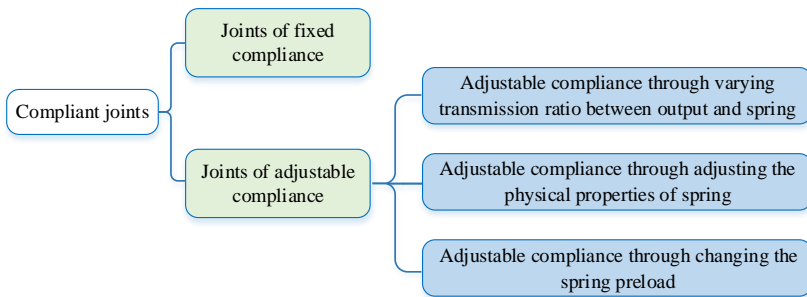 Joints of fixed
compliance
Compliant joints
Joints of adjustable
compliance
Adjustable compliance through varying
transmission ratio between output and spring
Adjustable compliance through adjusting the
physical properties of spring
Adjustable compliance through changing the
spring preload